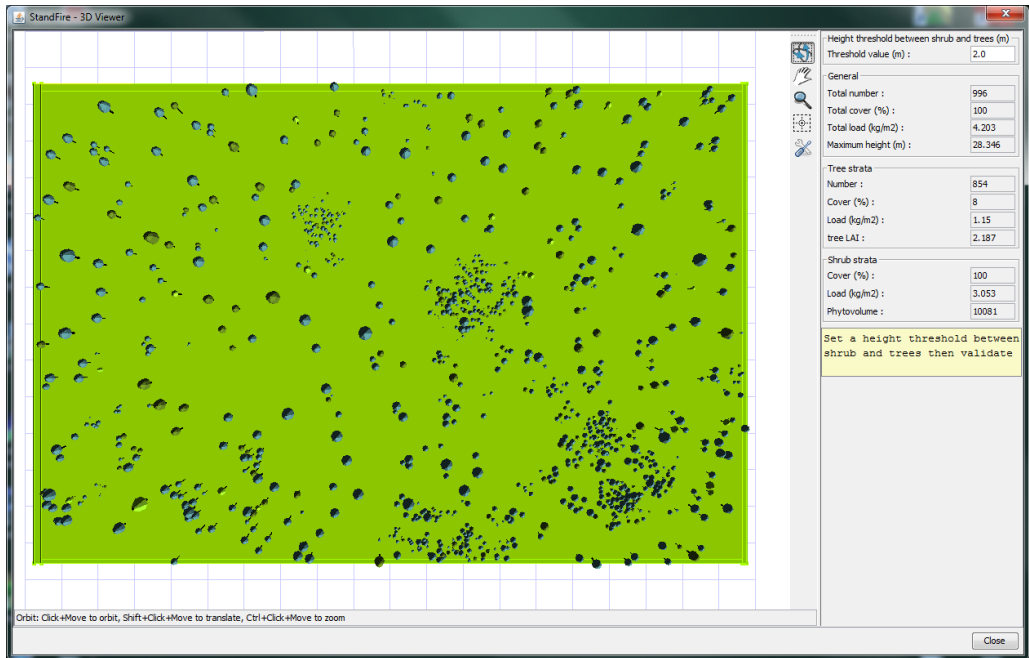 StandFire - 3D Viewer
Height threshold between shrub and trees (m)
Threshold value (m) : 2.0
General
Total number : 996
Total cover (%) : 100
Total load (kg/m2) : 4.203
Maximum height (m) : 28.346
Tree strata
Number : 854
Cover (%) : 8
Load (kg/m2) : 1.15
tree LAI : 2.187
Shrub strata
Cover (%) : 100
Load (kg/m2) : 3.053
Phytovolume : 10081
Set a height threshold between
shrub and trees then validate
Orbit: Click+Move to orbit, Shift+Click+Move to translate, Ctrl+Click+Move to zoom
Close